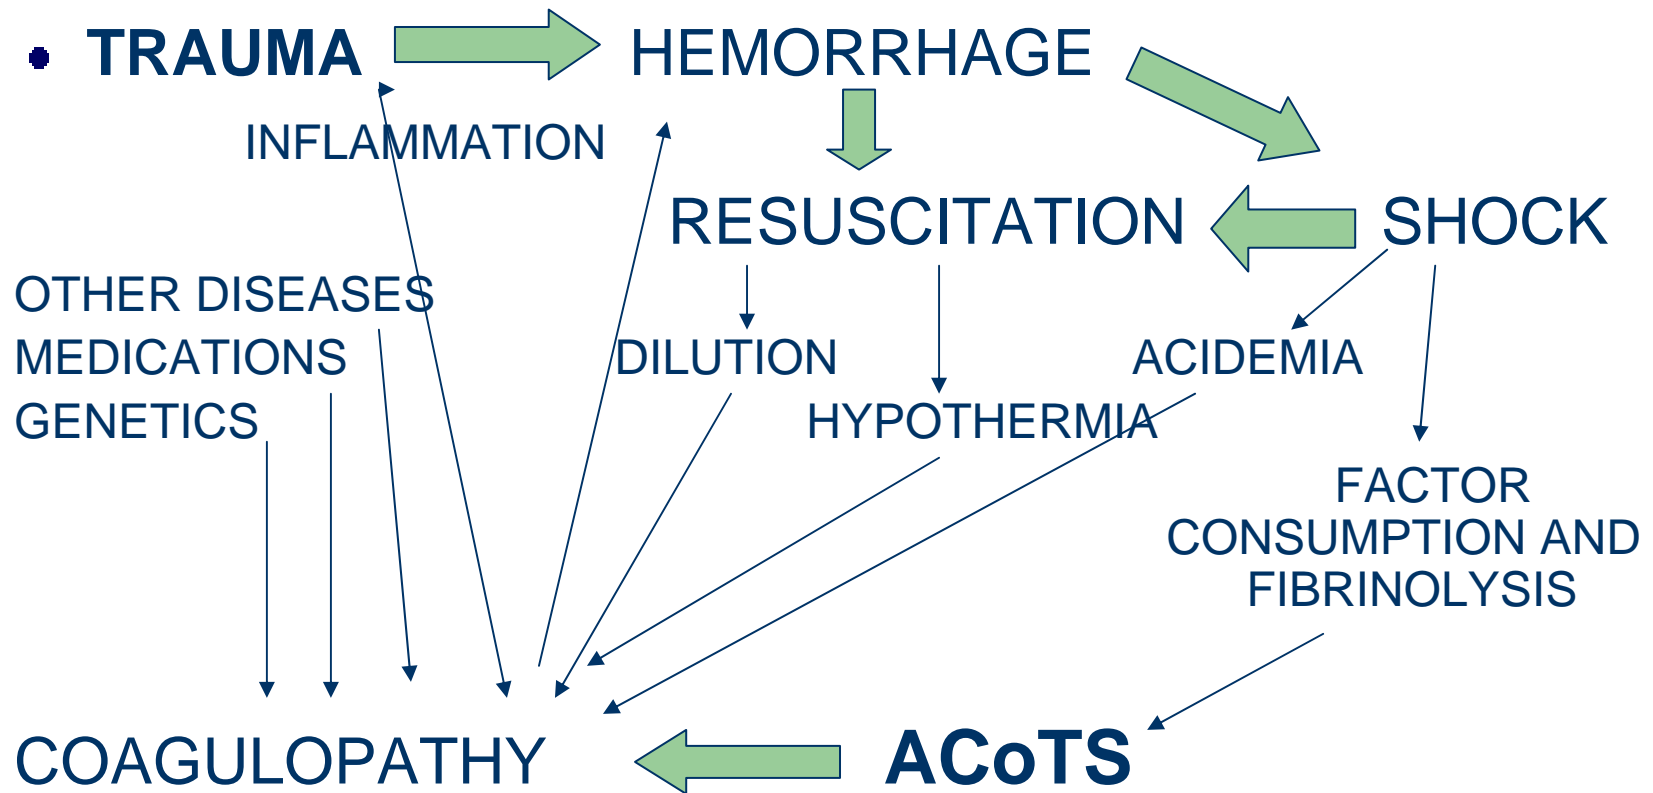 • TRAUMA HEMORRHAGE
INFLAMMATION
RESUSCITATION SHOCK
OTHER DISEASES
MEDICATIONS DILUTION ACIDEMIA
GENETICS HYPOTHERMIA
FACTOR
CONSUMPTION AND
FIBRINOLYSIS
COAGULOPATHY ACoTS